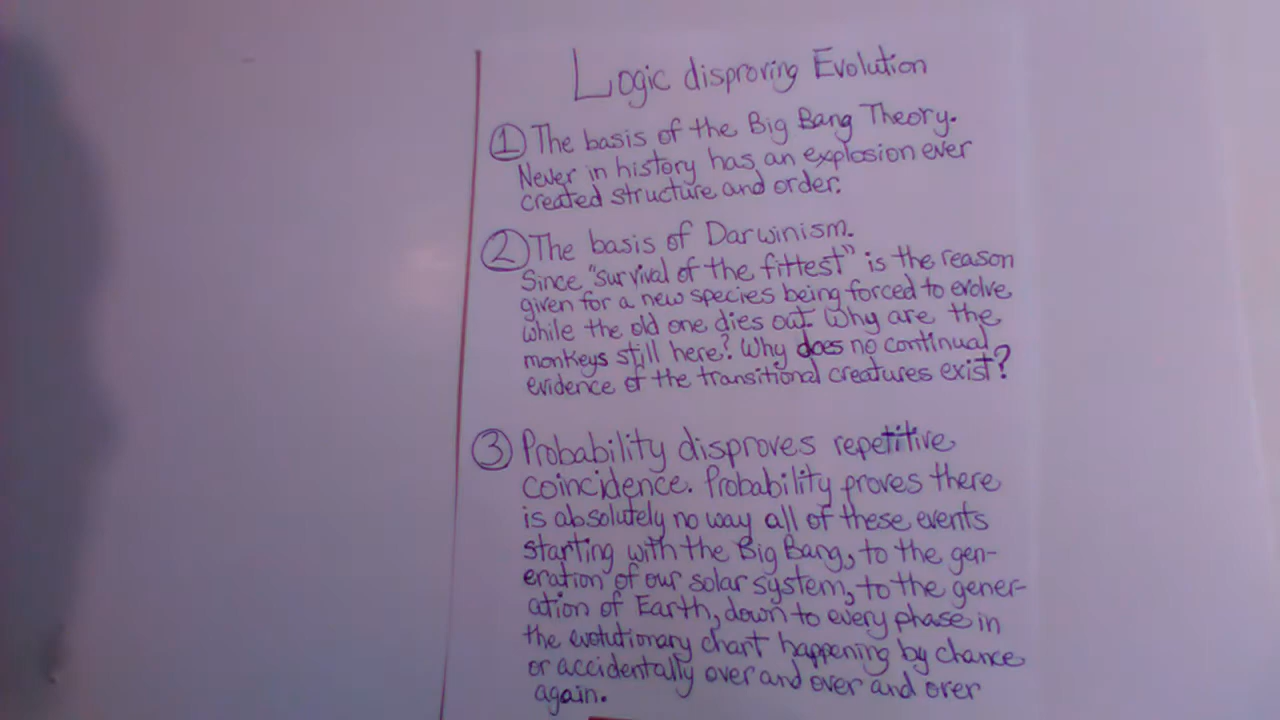 Logic disproving Evolution
① The basis of the Big Bang Theory.
Never in history has an explosion ever
created structure and order.
② The basis of Darwinism.
Since "survival of the fittest" is the reason
given for a new species being forced to evolve
while the old one dies out. Why are the
monkeys still here? Why does no continual
evidence of the transitional creatures exist?
③ Probability disproves repetitive
coincidence. Probability proves there
is absolutely no way all of these events
starting with the Big Bang, to the gen-
eration of our solar system, to the gener-
ation of Earth, down to every phase in
the evolutionary chart happening by chance
or accidentally over and over and over
again.